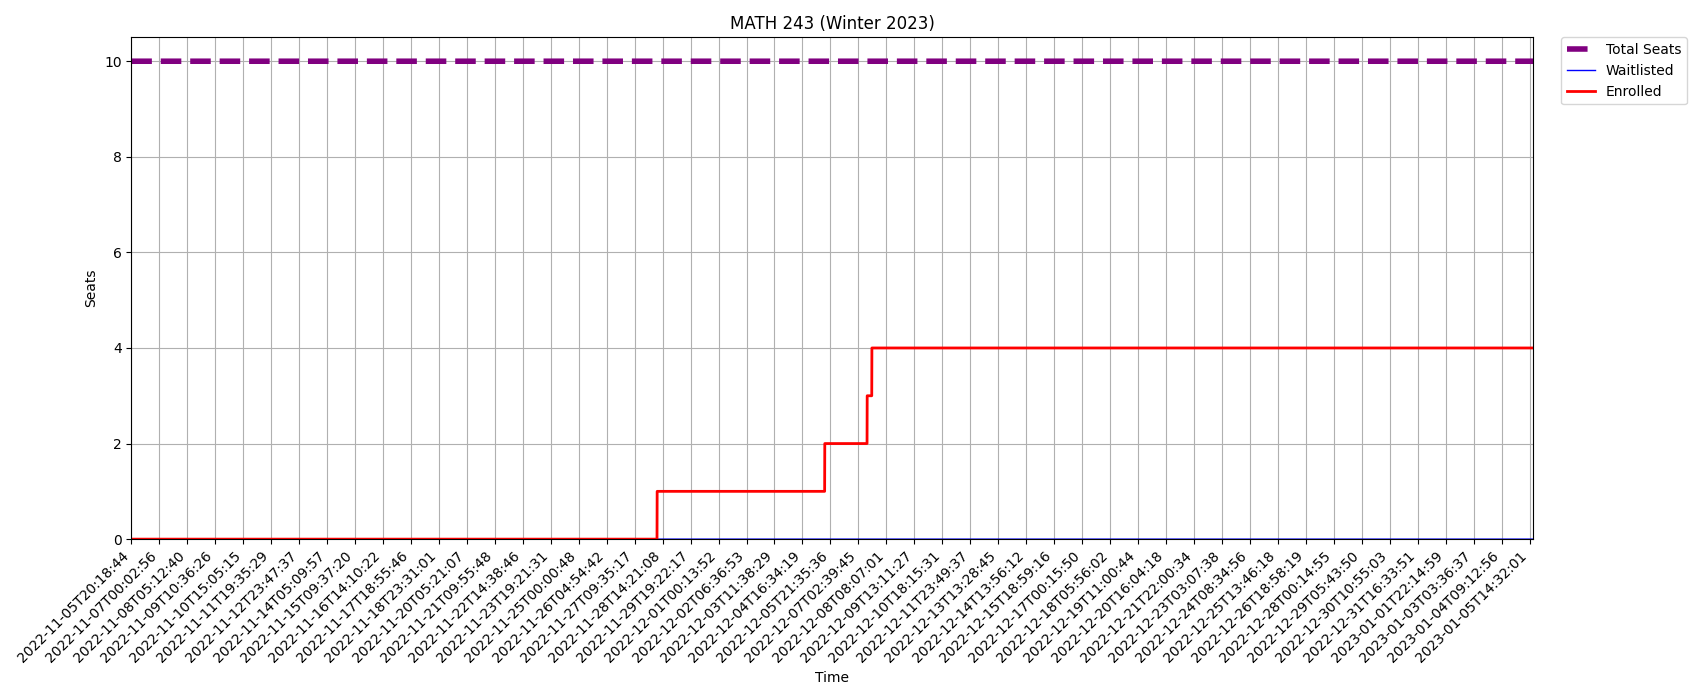 MATH 243 (Winter 2023)
Total Seats
Waitlisted
Enrolled
10
8
6
4
2
0
Seats
2022-11-05T20:18:44
2022-11-07T00:02:56
2022-11-08T05:12:40
2022-11-09T10:36:26
2022-11-10T15:05:15
2022-11-11T19:35:29
2022-11-12T23:47:37
2022-11-14T05:09:57
2022-11-15T09:37:20
2022-11-16T14:10:22
2022-11-17T18:55:46
2022-11-18T23:31:01
2022-11-20T05:21:07
2022-11-21T09:55:48
2022-11-22T14:38:46
2022-11-23T19:21:31
2022-11-25T00:00:48
2022-11-26T04:54:42
2022-11-27T09:35:17
2022-11-28T14:21:08
2022-11-29T19:22:17
2022-12-01T00:13:52
2022-12-02T06:36:53
2022-12-03T11:38:29
2022-12-04T16:34:19
2022-12-05T21:35:36
2022-12-07T02:39:45
2022-12-08T08:07:01
2022-12-09T13:11:27
2022-12-10T18:15:31
2022-12-11T23:49:37
2022-12-13T13:28:45
2022-12-14T13:56:12
2022-12-15T18:59:16
2022-12-17T00:15:50
2022-12-18T05:56:02
2022-12-19T11:00:44
2022-12-20T16:04:18
2022-12-21T22:00:34
2022-12-23T03:07:38
2022-12-24T08:34:56
2022-12-25T13:46:18
2022-12-26T18:58:19
2022-12-28T00:14:55
2022-12-29T05:43:50
2022-12-30T10:55:03
2022-12-31T16:33:51
2023-01-01T22:14:59
2023-01-03T03:36:37
2023-01-04T09:12:56
2023-01-05T14:32:01
Time